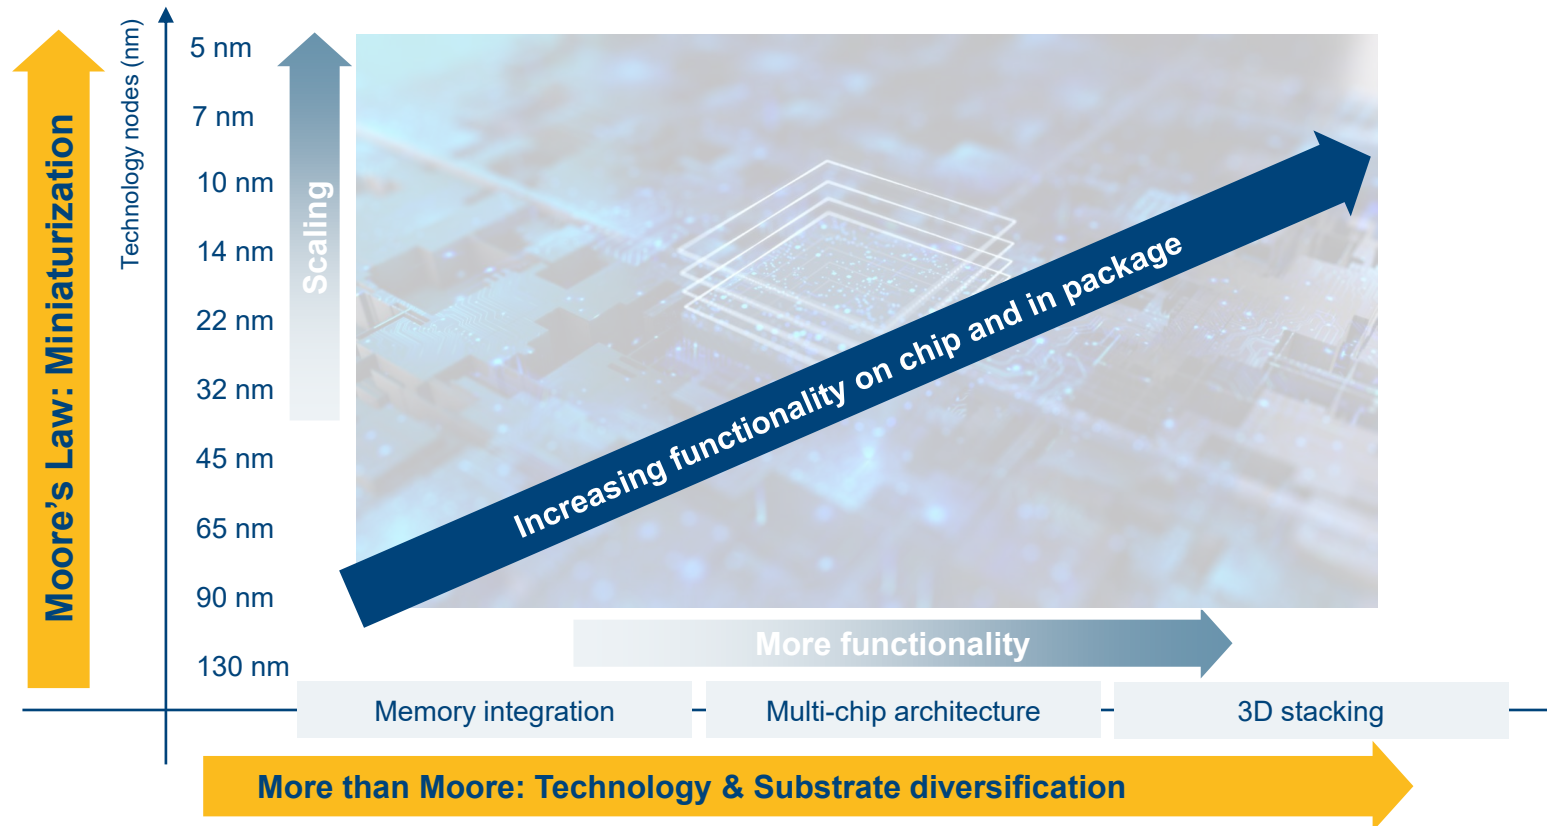 Moore’s Law: Miniaturization
Technology nodes (nm)
5 nm
7 nm
10 nm
14 nm
22 nm
32 nm
45 nm
65 nm
90 nm
130 nm
Scaling
Increasing functionality on chip and in package
More functionality
Memory integration
Multi-chip architecture
3D stacking
More than Moore: Technology & Substrate diversification